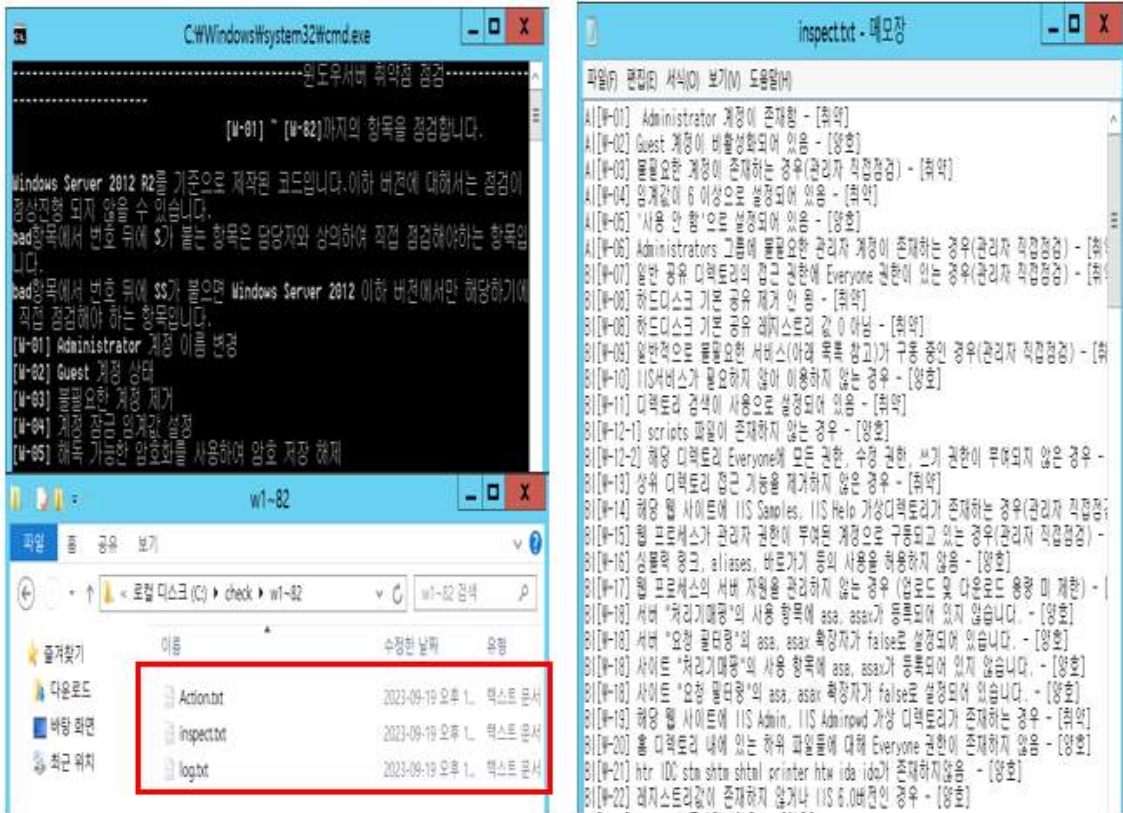 C:₩Windows₩system32₩cmd.exe
윈도우서버 취약점 점검
[W-01] ~ [W-82]까지의 항목을 점검합니다.
Windows Server 2012 R2를 기준으로 제작된 코드입니다.이하 버전에 대해서는 점검이
정상진행 되지 않을 수 있습니다.
bad항목에서 번호 뒤에 S가 붙는 항목은 담당자와 상의하여 직접 점검해야하는 항목입
니다.
bad항목에서 번호 뒤에 SS가 붙으면 Windows Server 2012 이하 버전에서만 해당하기에
직접 점검해야 하는 항목입니다.
[W-01] Administrator 계정 이름 변경
[W-02] Guest 계정 상태
[W-03] 불필요한 계정 제거
[W-04] 계정 잠금 임계값 설정
[W-05] 해독 가능한 암호화를 사용하여 암호 저장 해제
w1~82
파일 홈 공유 보기
« 로컬 디스크 (C:) ▸ check ▸ w1~82
w1~82 검색
이름 수정한 날짜 유형
즐겨찾기
다운로드
바탕 화면
최근 위치
Action.txt 2023-09-19 오후 1... 텍스트 문서
inspect.txt 2023-09-19 오후 1... 텍스트 문서
log.txt 2023-09-19 오후 1... 텍스트 문서
inspect.txt - 메모장
파일(F) 편집(E) 서식(O) 보기(V) 도움말(H)
A|[W-01] Administrator 계정이 존재함 - [취약]
A|[W-02] Guest 계정이 비활성화되어 있음 - [양호]
A|[W-03] 불필요한 계정이 존재하는 경우(관리자 직접점검) - [취약]
A|[W-04] 임계값이 6 이상으로 설정되어 있음 - [취약]
A|[W-05] '사용 안 함'으로 설정되어 있음 - [양호]
A|[W-06] Administrators 그룹에 불필요한 관리자 계정이 존재하는 경우(관리자 직접점검) - [취약
B|[W-07] 일반 공유 디렉토리의 접근 권한에 Everyone 권한이 있는 경우(관리자 직접점검) - [취약
B|[W-08] 하드디스크 기본 공유 제거 안 됨 - [취약]
B|[W-08] 하드디스크 기본 공유 레지스트리 값 0 아님 - [취약]
B|[W-09] 일반적으로 불필요한 서비스(아래 목록 참고)가 구동 중인 경우(관리자 직접점검) - [취
B|[W-10] IIS서비스가 필요하지 않아 이용하지 않는 경우 - [양호]
B|[W-11] 디렉토리 검색이 사용으로 설정되어 있음 - [취약]
B|[W-12-1] scripts 파일이 존재하지 않는 경우 - [양호]
B|[W-12-2] 해당 디렉토리 Everyone에 모든 권한, 수정 권한, 쓰기 권한이 부여되지 않은 경우 -
B|[W-13] 상위 디렉토리 접근 기능을 제거하지 않은 경우 - [취약]
B|[W-14] 해당 웹 사이트에 IIS Samples, IIS Help 가상디렉토리가 존재하는 경우(관리자 직접점검
B|[W-15] 웹 프로세스가 관리자 권한이 부여된 계정으로 구동되고 있는 경우(관리자 직접점검) -
B|[W-16] 심볼릭 링크, aliases, 바로가기 등의 사용을 허용하지 않음 - [양호]
B|[W-17] 웹 프로세스의 서버 자원을 관리하지 않는 경우 (업로드 및 다운로드 용량 미 제한) - [
B|[W-18] 서버 "처리기매핑"의 사용 항목에 asa, asax가 등록되어 있지 않습니다. - [양호]
B|[W-18] 서버 "요청 필터링"의 asa, asax 확장자가 false로 설정되어 있습니다. - [양호]
B|[W-18] 사이트 "처리기매핑"의 사용 항목에 asa, asax가 등록되어 있지 않습니다. - [양호]
B|[W-18] 사이트 "요청 필터링"의 asa, asax 확장자가 false로 설정되어 있습니다. - [양호]
B|[W-19] 해당 웹 사이트에 IIS Admin, IIS Adminpwd 가상 디렉토리가 존재하는 경우 - [취약]
B|[W-20] 홈 디렉토리 내에 있는 하위 파일들에 대해 Everyone 권한이 존재하지 않음 - [양호]
B|[W-21] htr IDC stm shtm shtml printer htw ida idq가 존재하지않음 - [양호]
B|[W-22] 레지스트리값이 존재하지 않거나 IIS 6.0버전인 경우 - [양호]